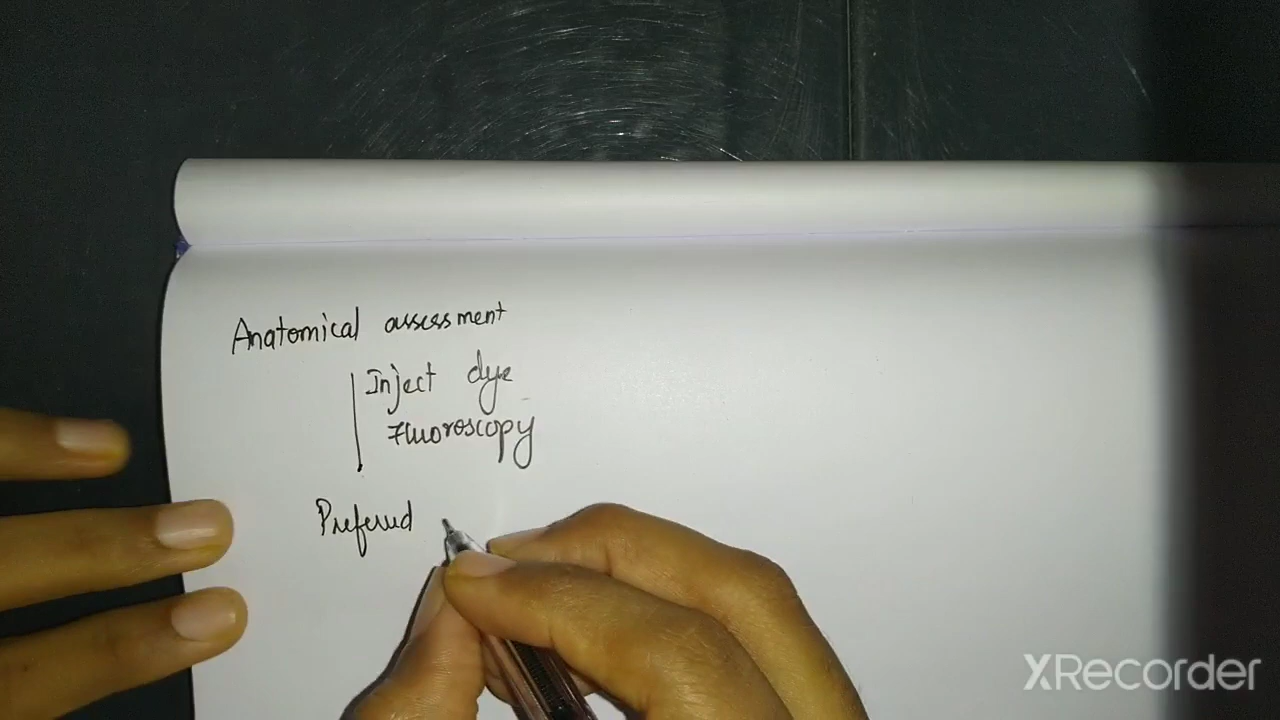 Anatomical assessment
Inject dye
Fluoroscopy
Preferred
XRecorder